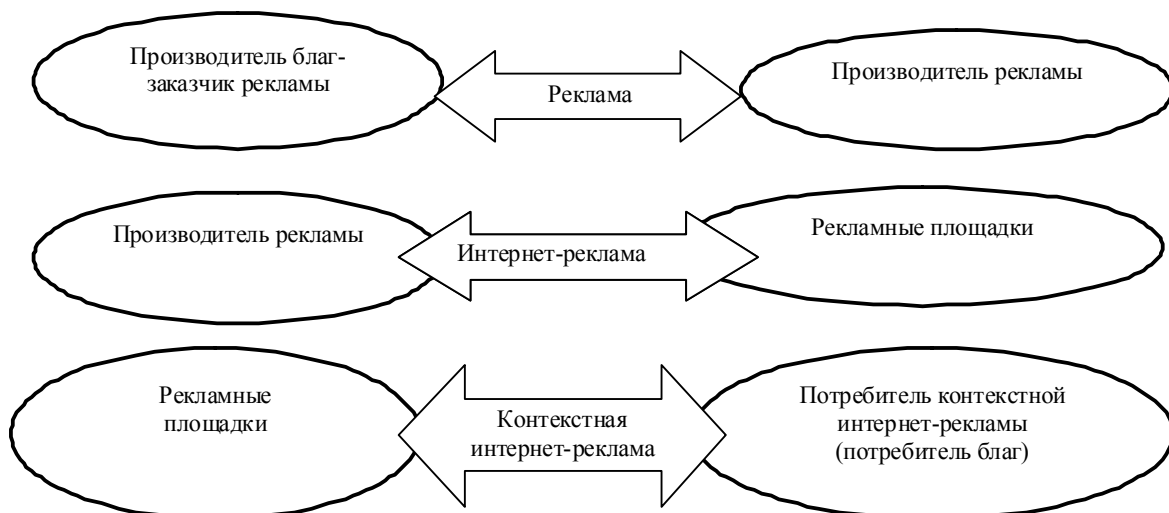 Производитель благ-
заказчик рекламы
Реклама
Производитель рекламы
Производитель рекламы
Интернет-реклама
Рекламные площадки
Рекламные
площадки
Контекстная
интернет-реклама
Потребитель контекстной
интернет-рекламы
(потребитель благ)